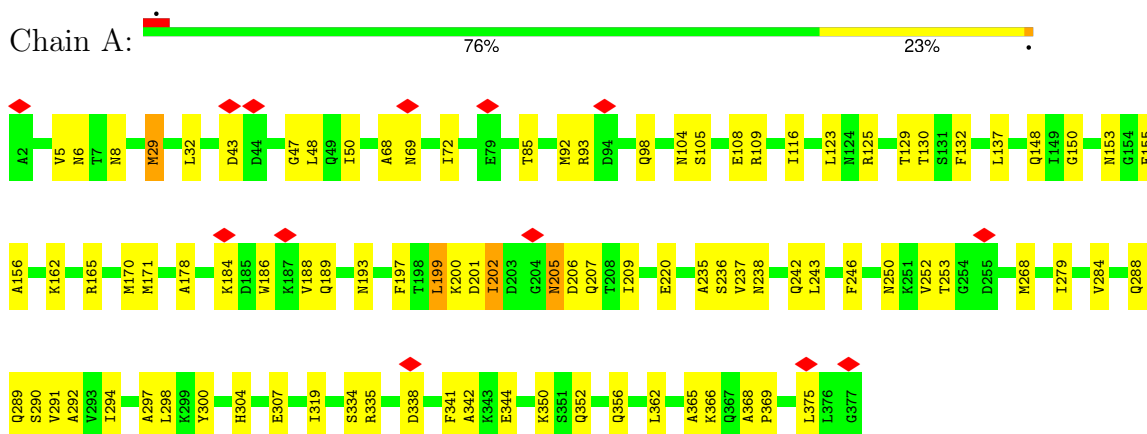 Chain A:
76%
23%
A2 V5 N6 T7 N8 M29 L32 D43 D44 G47 L48 Q49 I50 A68 N69 I72 E79 T85 M92 R93 D94 Q98 N104 S105 E108 R109 I116 L123 N124 R125 T129 T130 S131 F132 L137 Q148 I149 G150 N153 G154 E155
A156 K162 R165 M170 M171 A178 K184 D185 W186 K187 V188 Q189 N193 F197 T198 L199 K200 D201 I202 D203 G204 N205 D206 Q207 T208 I209 E220 A235 S236 V237 N238 Q242 L243 F246 N250 K251 V252 T253 G254 D255 M268 I279 V284 Q288
Q289 S290 V291 A292 V293 I294 A297 L298 K299 Y300 H304 E307 I319 S334 R335 D338 F341 A342 K343 E344 K350 S351 Q352 Q356 L362 A365 K366 Q367 A368 P369 L375 L376 G377